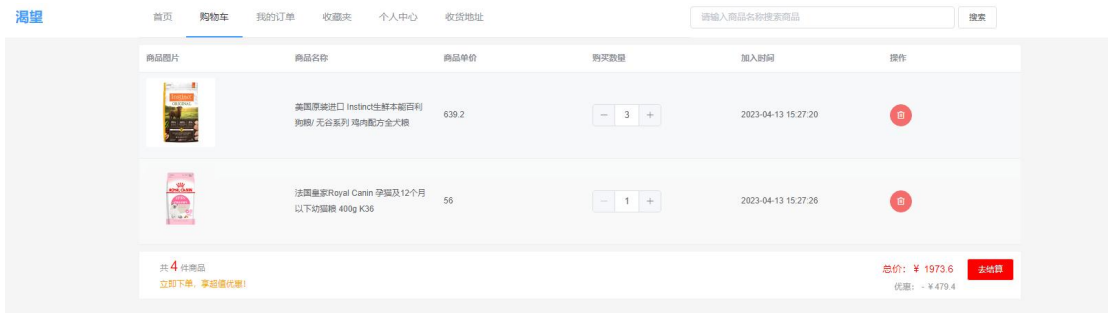 渴望 首页 购物车 我的订单 收藏夹 个人中心 收货地址 请输入商品名称搜索商品 搜索
商品图片 商品名称 商品单价 购买数量 加入时间 操作
美国原装进口 Instinct生鲜本能百利
狗粮/ 无谷系列 鸡肉配方全犬粮
639.2 − 3 + 2023-04-13 15:27:20
INSTINCT
ORIGINAL
ROYAL CANIN
法国皇家Royal Canin 孕猫及12个月
以下幼猫粮 400g K36
56 − 1 + 2023-04-13 15:27:26
共 4 件商品
立即下单，享超值优惠!
总价: ¥ 1973.6 去结算
优惠: - ¥479.4